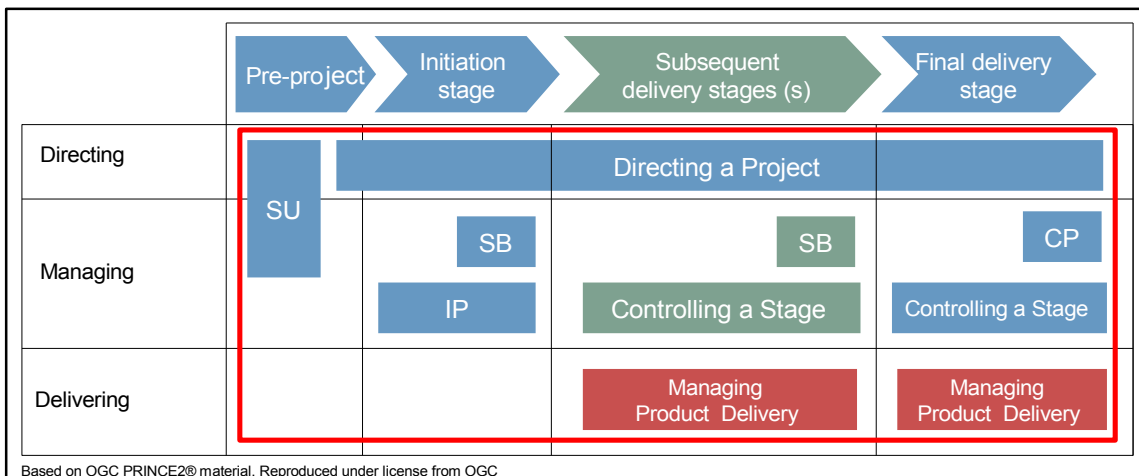 Pre-project
Initiation
stage
Subsequent
delivery stages (s)
Final delivery
stage
Directing
SU
Directing a Project
Managing
SB
SB
CP
IP
Controlling a Stage
Controlling a Stage
Delivering
Managing
Product Delivery
Managing
Product Delivery
Based on OGC PRINCE2® material. Reproduced under license from OGC